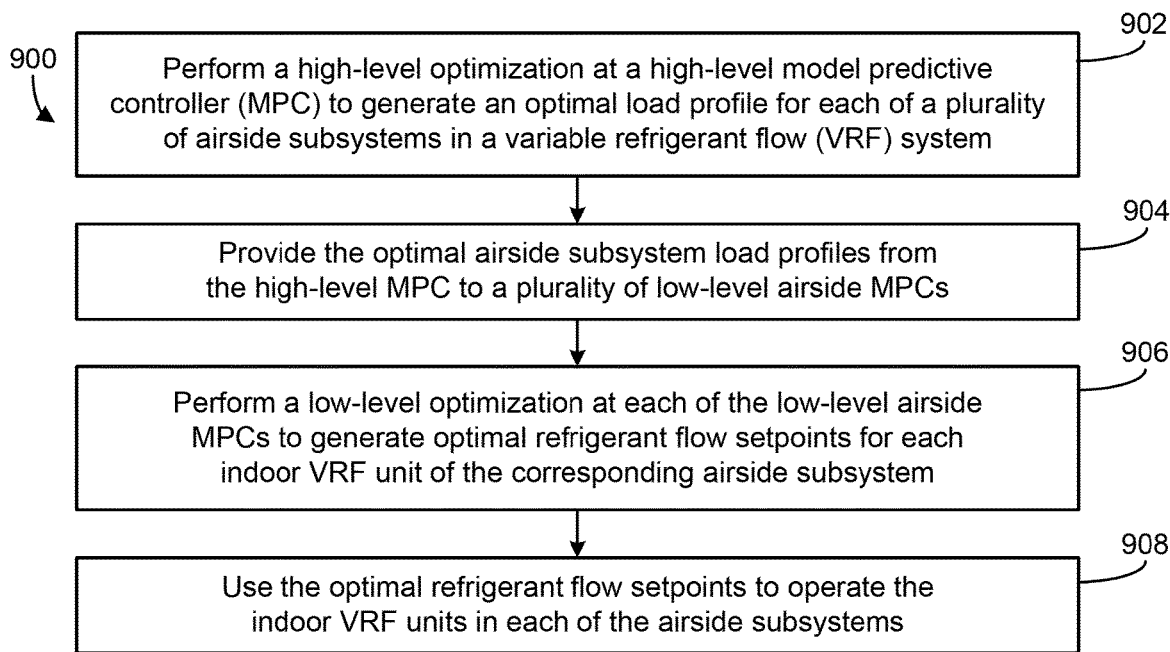 900
902
Perform a high-level optimization at a high-level model predictive
controller (MPC) to generate an optimal load profile for each of a plurality
of airside subsystems in a variable refrigerant flow (VRF) system
904
Provide the optimal airside subsystem load profiles from
the high-level MPC to a plurality of low-level airside MPCs
906
Perform a low-level optimization at each of the low-level airside
MPCs to generate optimal refrigerant flow setpoints for each
indoor VRF unit of the corresponding airside subsystem
908
Use the optimal refrigerant flow setpoints to operate the
indoor VRF units in each of the airside subsystems